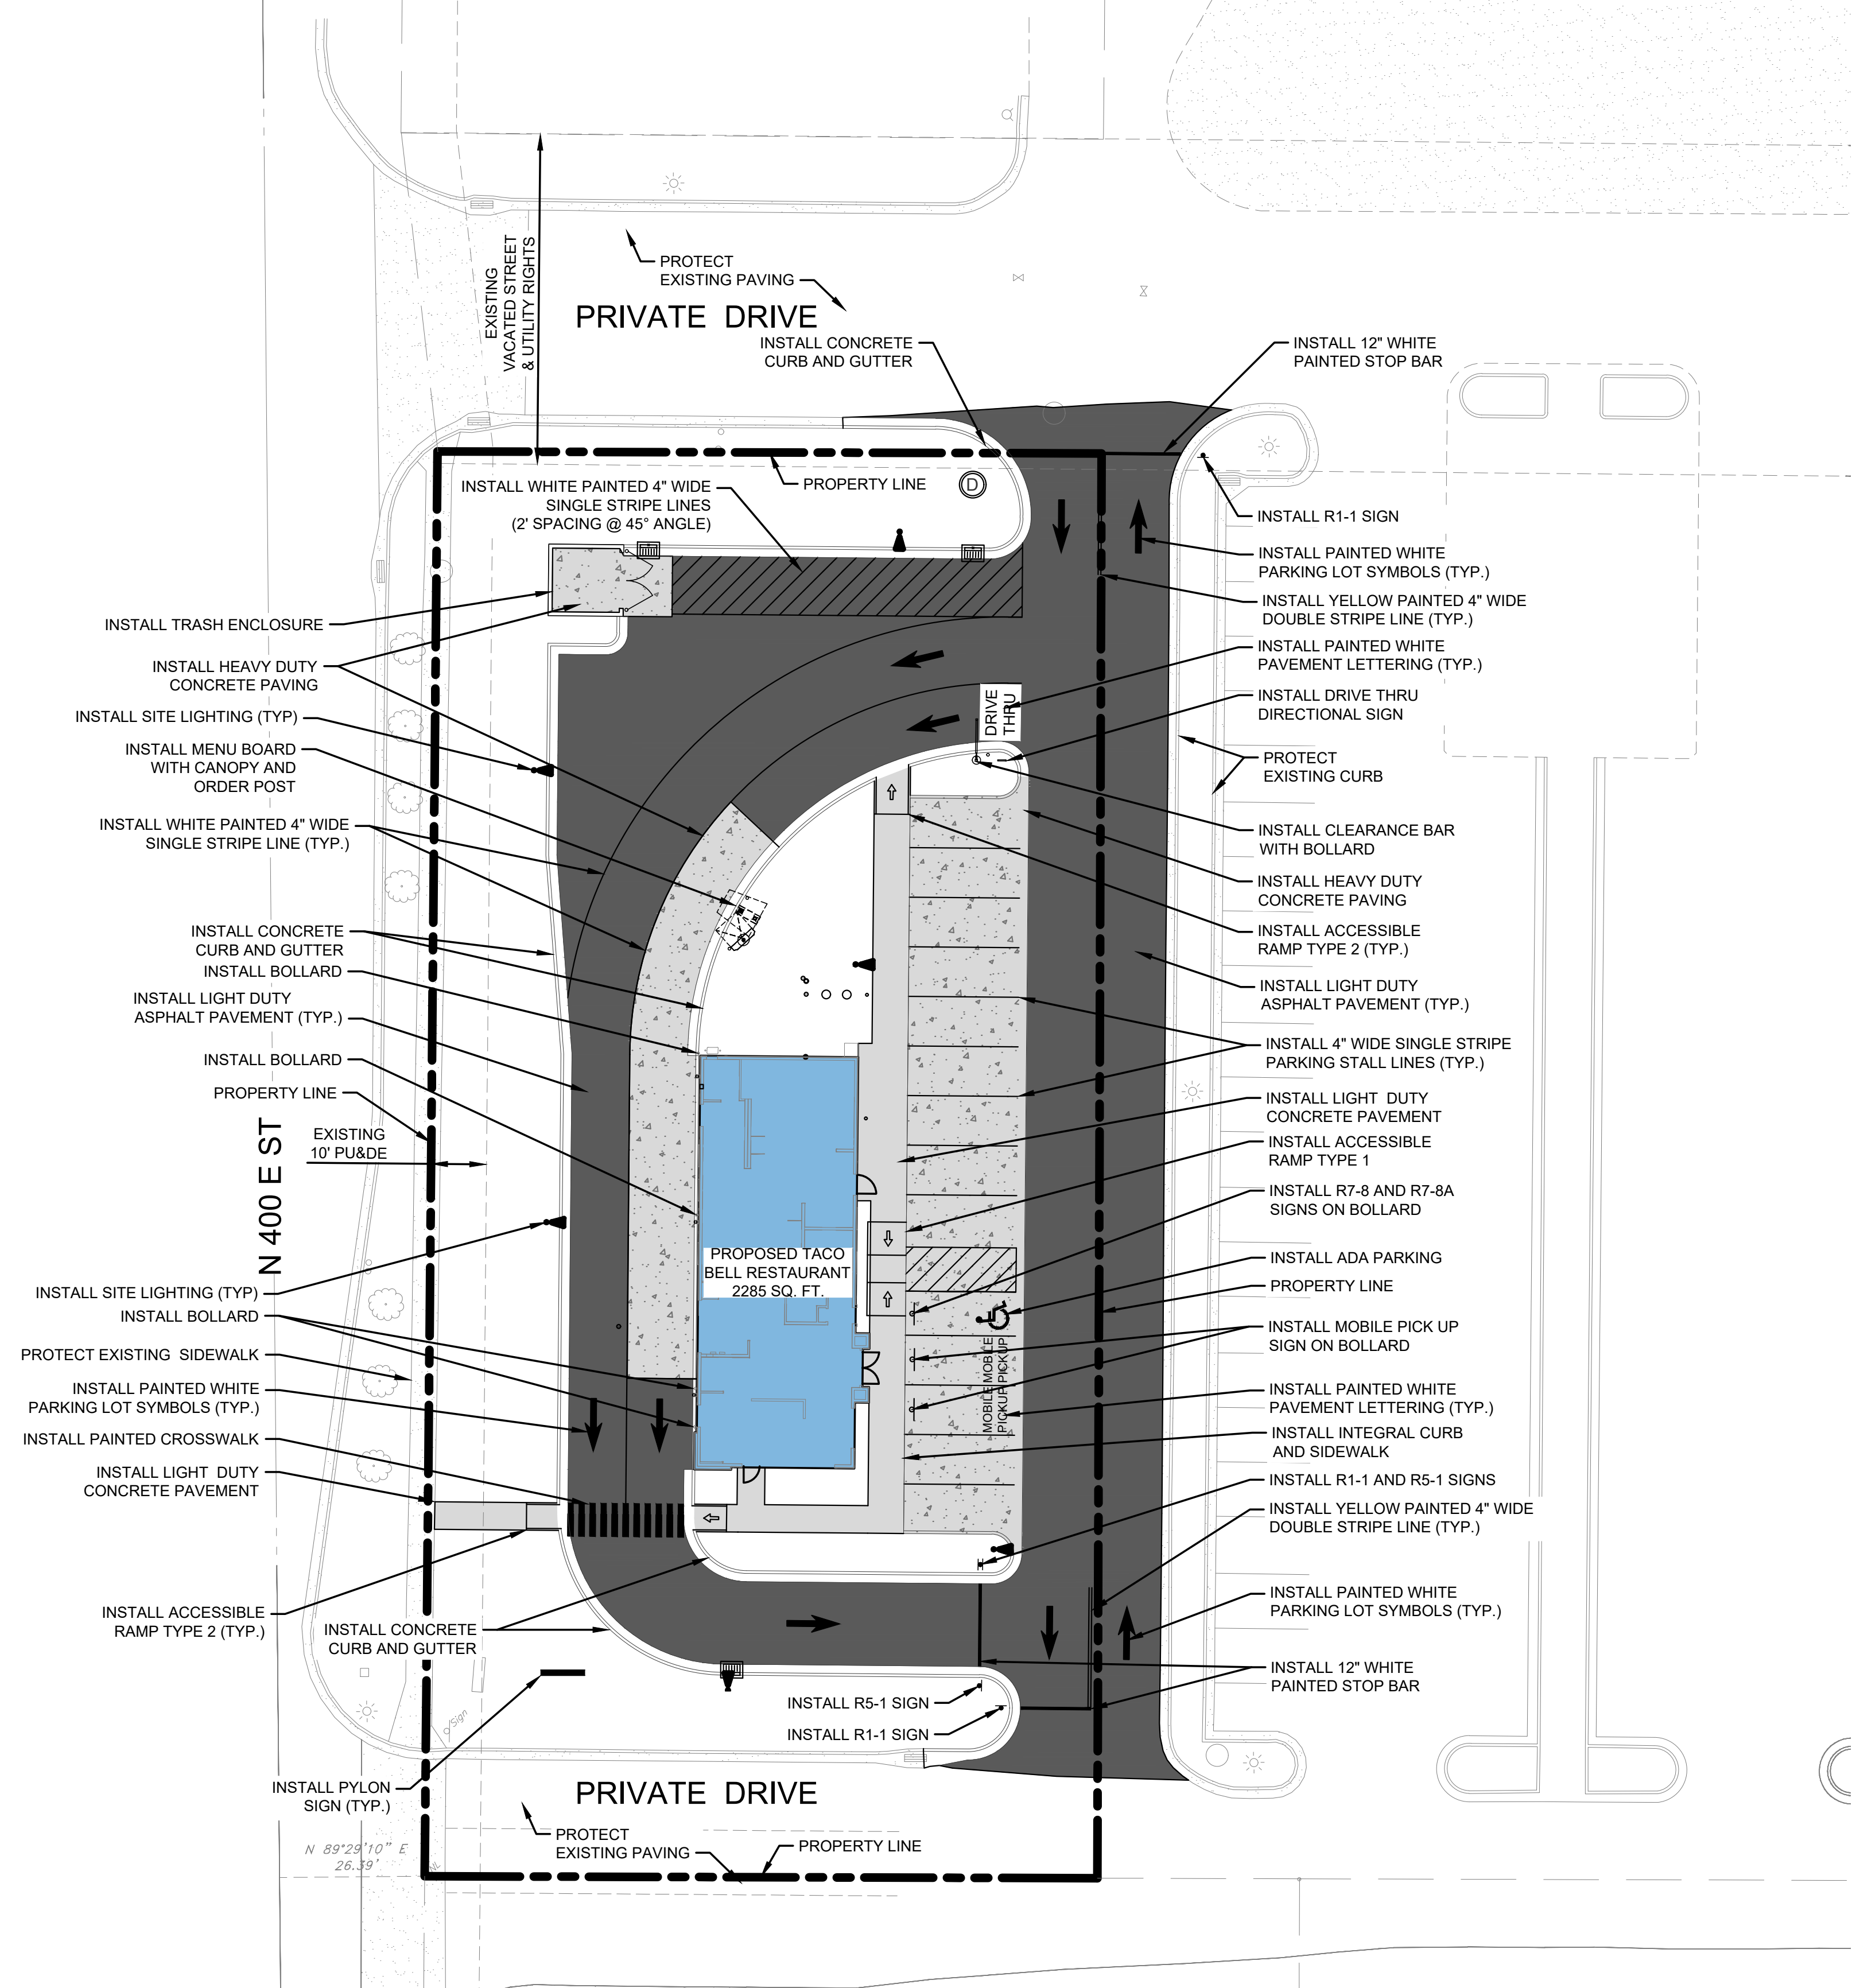 EXISTING
VACATED STREET
& UTILITY RIGHTS
PROTECT
EXISTING PAVING
PRIVATE DRIVE
INSTALL CONCRETE
CURB AND GUTTER
INSTALL 12" WHITE
PAINTED STOP BAR
INSTALL WHITE PAINTED 4" WIDE
SINGLE STRIPE LINES
(2' SPACING @ 45° ANGLE)
PROPERTY LINE
D
INSTALL R1-1 SIGN
INSTALL PAINTED WHITE
PARKING LOT SYMBOLS (TYP.)
INSTALL YELLOW PAINTED 4" WIDE
DOUBLE STRIPE LINE (TYP.)
INSTALL PAINTED WHITE
PAVEMENT LETTERING (TYP.)
INSTALL DRIVE THRU
DIRECTIONAL SIGN
PROTECT
EXISTING CURB
INSTALL CLEARANCE BAR
WITH BOLLARD
INSTALL HEAVY DUTY
CONCRETE PAVING
INSTALL ACCESSIBLE
RAMP TYPE 2 (TYP.)
INSTALL LIGHT DUTY
ASPHALT PAVEMENT (TYP.)
INSTALL 4" WIDE SINGLE STRIPE
PARKING STALL LINES (TYP.)
INSTALL LIGHT DUTY
CONCRETE PAVEMENT
INSTALL ACCESSIBLE
RAMP TYPE 1
INSTALL R7-8 AND R7-8A
SIGNS ON BOLLARD
INSTALL ADA PARKING
PROPERTY LINE
INSTALL MOBILE PICK UP
SIGN ON BOLLARD
INSTALL PAINTED WHITE
PAVEMENT LETTERING (TYP.)
INSTALL INTEGRAL CURB
AND SIDEWALK
INSTALL R1-1 AND R5-1 SIGNS
INSTALL YELLOW PAINTED 4" WIDE
DOUBLE STRIPE LINE (TYP.)
INSTALL PAINTED WHITE
PARKING LOT SYMBOLS (TYP.)
INSTALL 12" WHITE
PAINTED STOP BAR
DRIVE
THRU
INSTALL TRASH ENCLOSURE
INSTALL HEAVY DUTY
CONCRETE PAVING
INSTALL SITE LIGHTING (TYP)
INSTALL MENU BOARD
WITH CANOPY AND
ORDER POST
INSTALL WHITE PAINTED 4" WIDE
SINGLE STRIPE LINE (TYP.)
INSTALL CONCRETE
CURB AND GUTTER
INSTALL BOLLARD
INSTALL LIGHT DUTY
ASPHALT PAVEMENT (TYP.)
INSTALL BOLLARD
PROPERTY LINE
EXISTING
10' PU&DE
N 400 E ST
PROPOSED TACO
BELL RESTAURANT
2285 SQ. FT.
MOBILE MOBILE
PICKUP PICKUP
INSTALL SITE LIGHTING (TYP)
INSTALL BOLLARD
PROTECT EXISTING SIDEWALK
INSTALL PAINTED WHITE
PARKING LOT SYMBOLS (TYP.)
INSTALL PAINTED CROSSWALK
INSTALL LIGHT DUTY
CONCRETE PAVEMENT
INSTALL ACCESSIBLE
RAMP TYPE 2 (TYP.)
INSTALL CONCRETE
CURB AND GUTTER
INSTALL R5-1 SIGN
INSTALL R1-1 SIGN
Sign
INSTALL PYLON
SIGN (TYP.)
PRIVATE DRIVE
PROTECT
EXISTING PAVING
PROPERTY LINE
N 89°29'10" E
26.39'